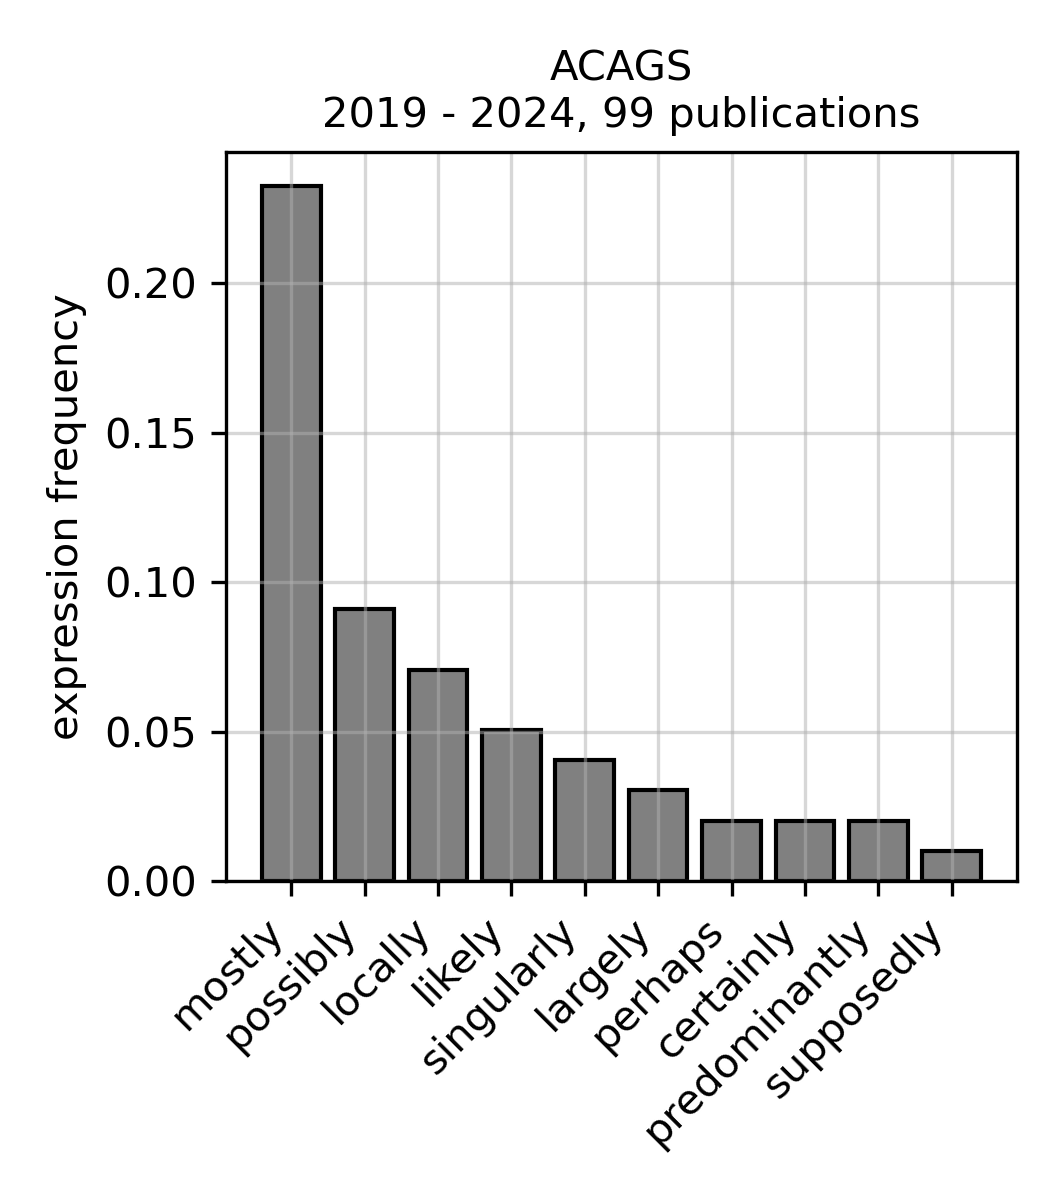 ACAGS
2019 - 2024, 99 publications
expression frequency
0.20
0.15
0.10
0.05
0.00
mostly
possibly
locally
likely
singularly
largely
perhaps
certainly
predominantly
supposedly